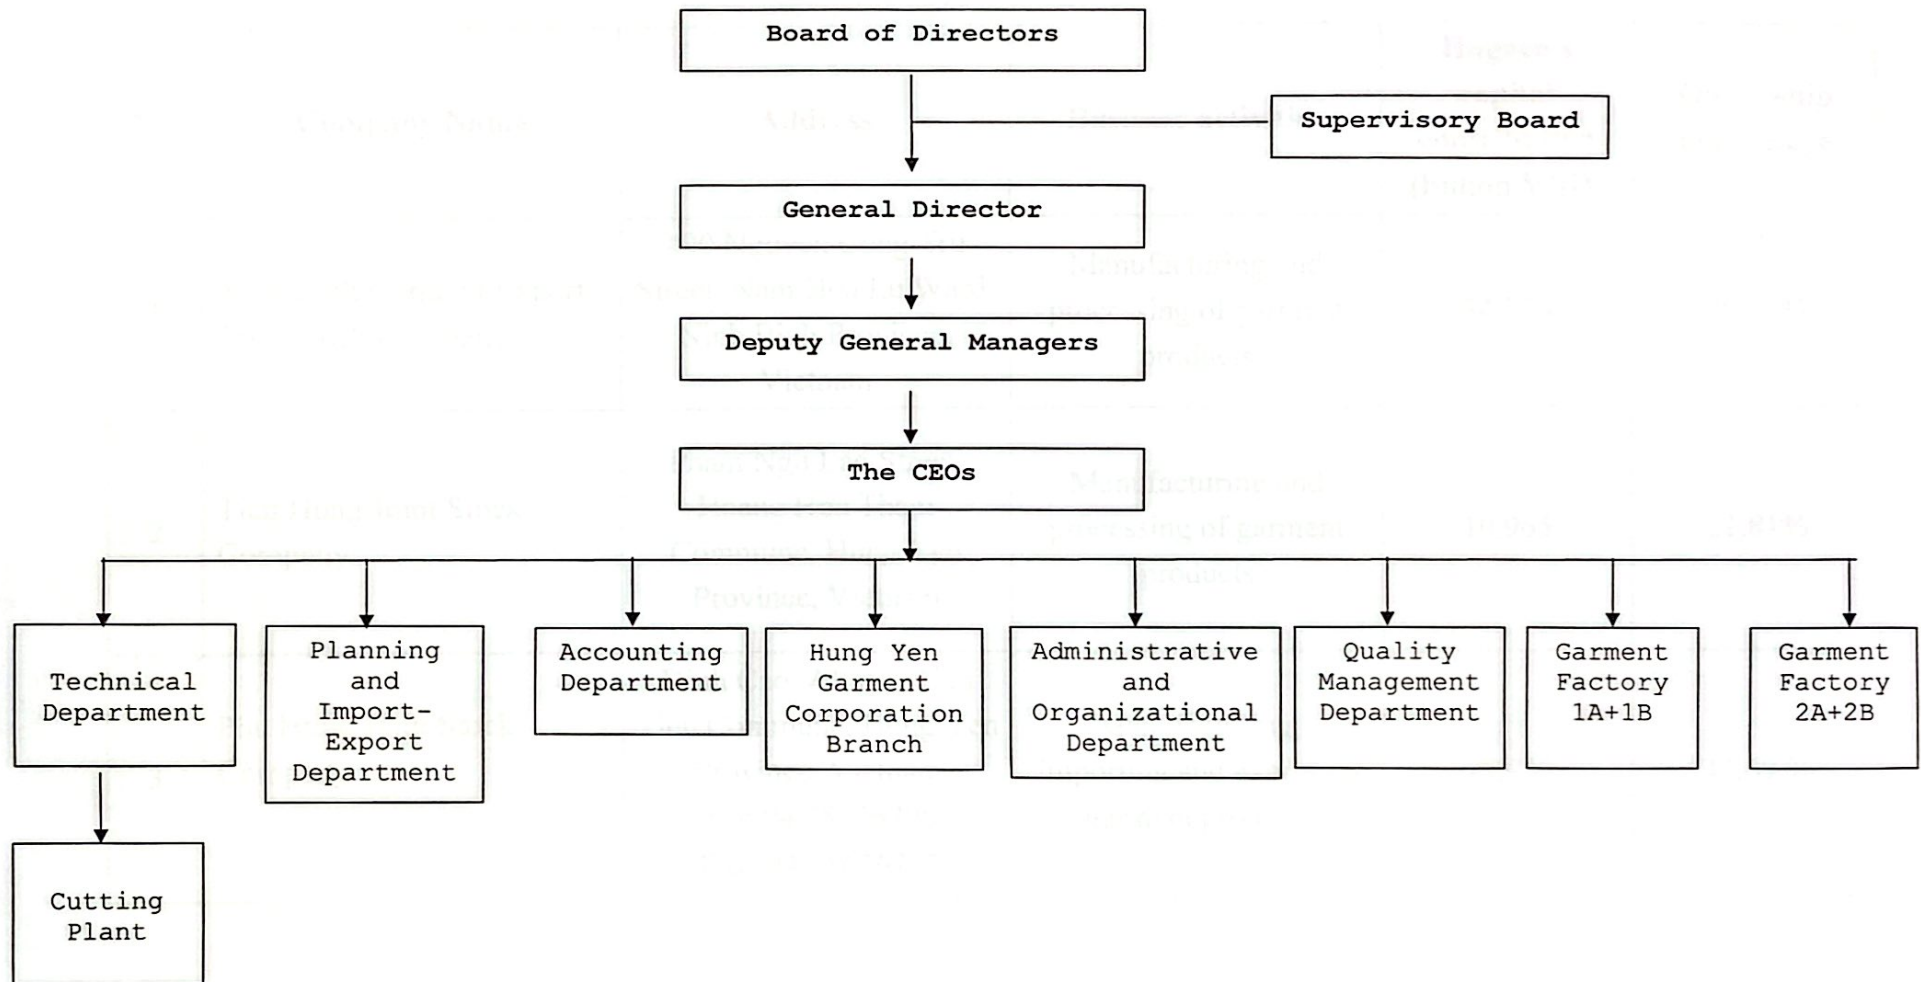 Board of Directors
Supervisory Board
General Director
Deputy General Managers
The CEOs
Technical
Department
Planning
and
Import-
Export
Department
Accounting
Department
Hung Yen
Garment
Corporation
Branch
Administrative
and
Organizational
Department
Quality
Management
Department
Garment
Factory
1A+1B
Garment
Factory
2A+2B
Cutting
Plant